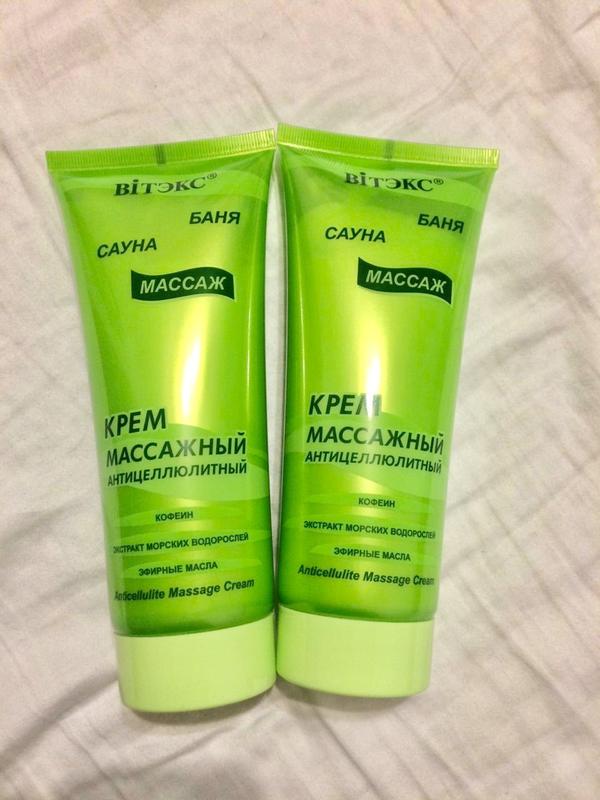 ВіТЭКС®
БАНЯ
САУНА
МАССАЖ
КРЕМ
МАССАЖНЫЙ
АНТИЦЕЛЛЮЛИТНЫЙ
КОФЕИН
ЭКСТРАКТ МОРСКИХ ВОДОРОСЛЕЙ
ЭФИРНЫЕ МАСЛА
Anticellulite Massage Cream
ВіТЭКС®
БАНЯ
САУНА
МАССАЖ
КРЕМ
МАССАЖНЫЙ
АНТИЦЕЛЛЮЛИТНЫЙ
КОФЕИН
ЭКСТРАКТ МОРСКИХ ВОДОРОСЛЕЙ
ЭФИРНЫЕ МАСЛА
Anticellulite Massage Cream